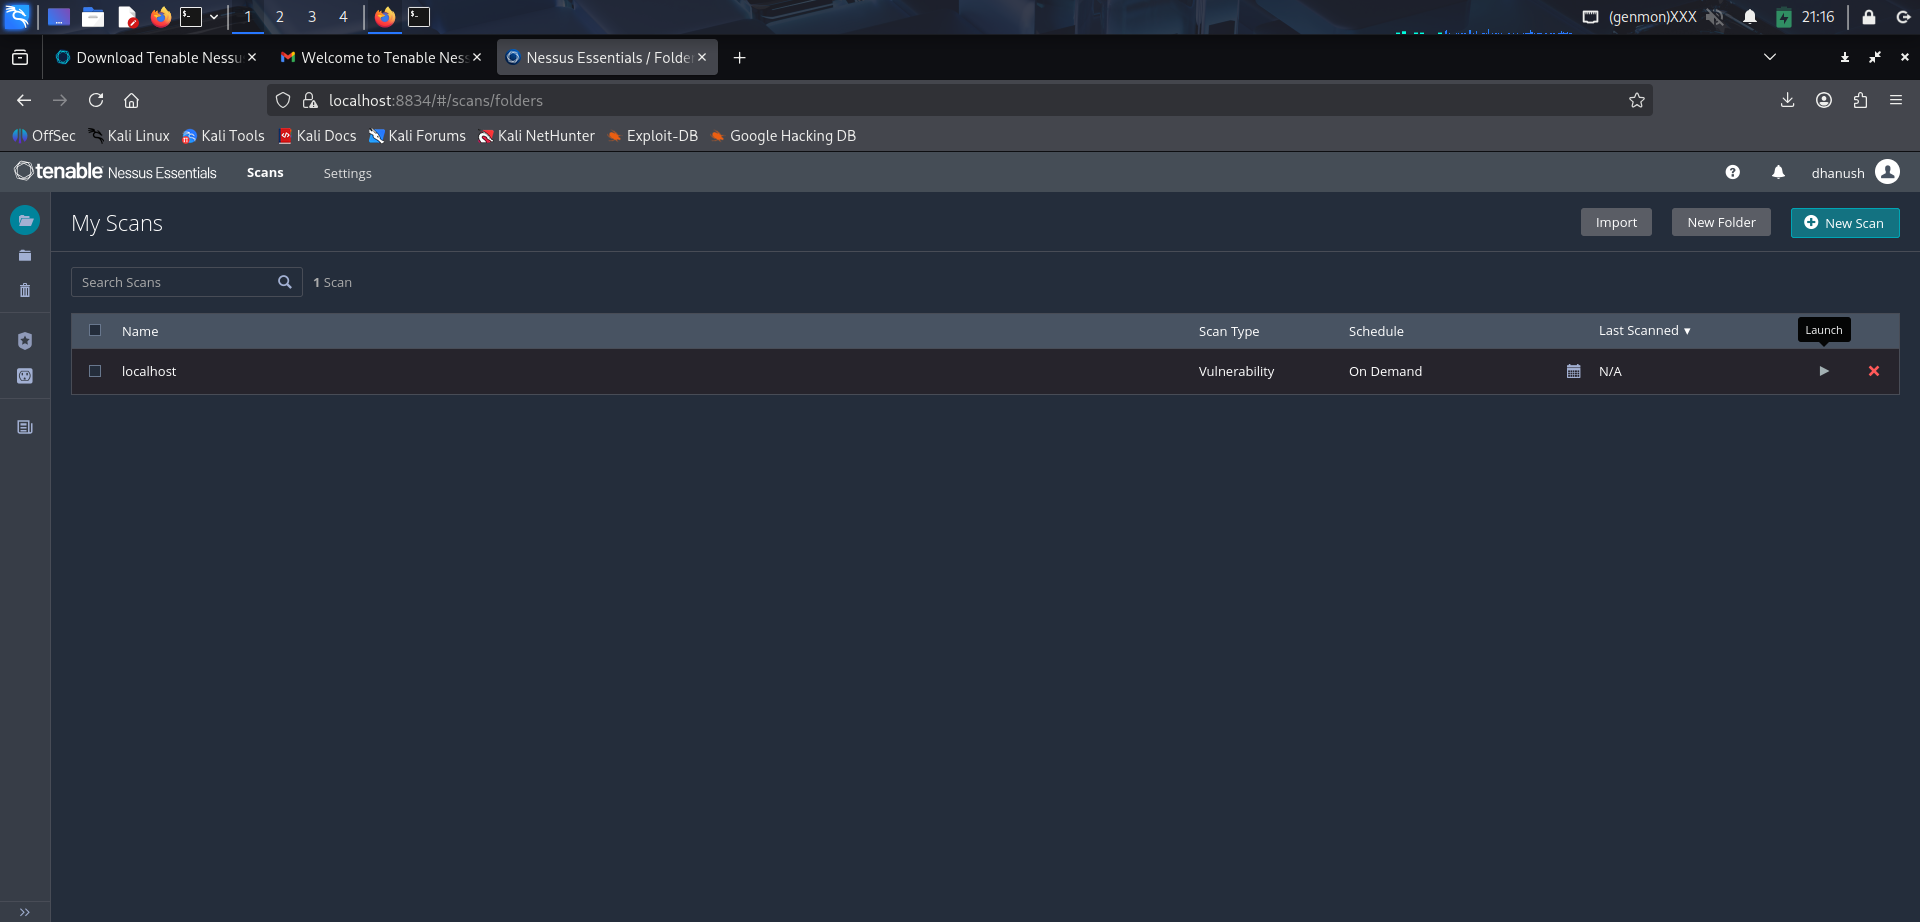 1 2 3 4 (genmon)XXX 21:16
Download Tenable Nessu Welcome to Tenable Ness Nessus Essentials / Folde
localhost:8834/#/scans/folders
OffSec Kali Linux Kali Tools Kali Docs Kali Forums Kali NetHunter Exploit-DB Google Hacking DB
tenable Nessus Essentials Scans Settings dhanush
My Scans Import New Folder New Scan
Search Scans 1 Scan
Launch
Name Scan Type Schedule Last Scanned ▼
localhost Vulnerability On Demand N/A